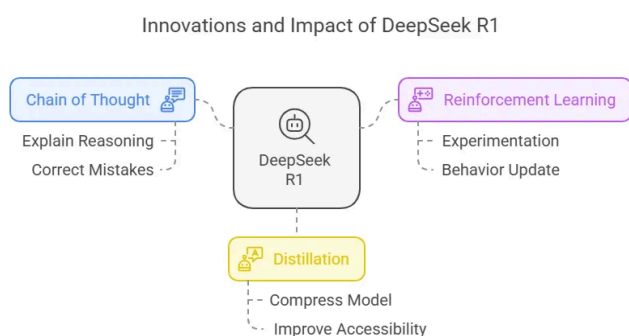 Innovations and Impact of DeepSeek R1
Chain of Thought
Explain Reasoning
Correct Mistakes
DeepSeek
R1
Reinforcement Learning
Experimentation
Behavior Update
Distillation
Compress Model
Improve Accessibility